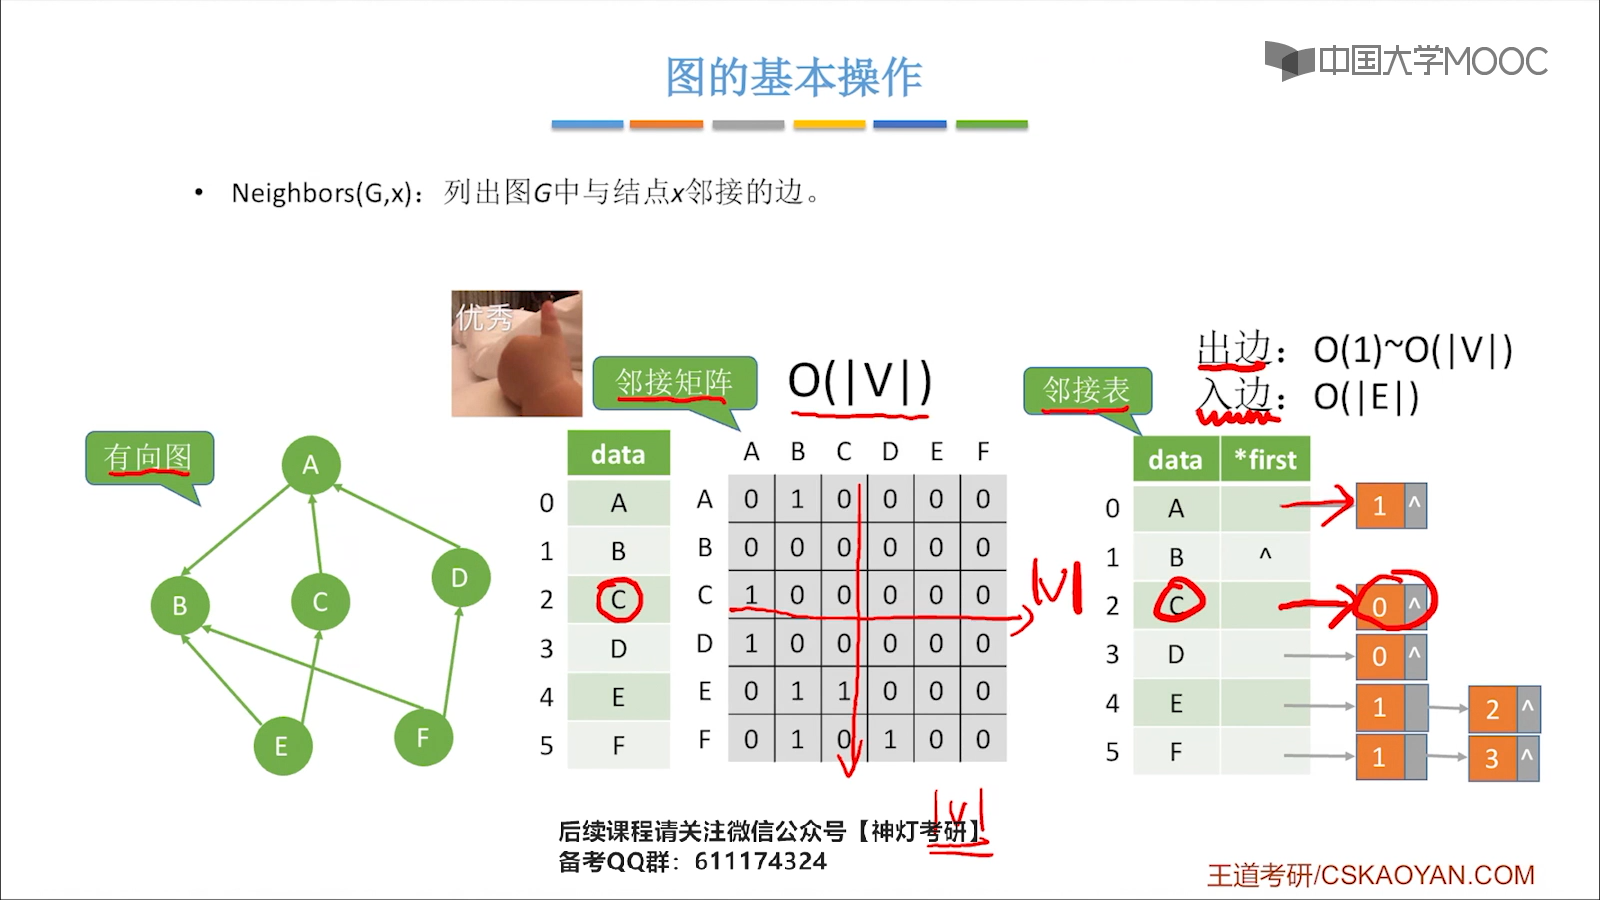 图的基本操作
中国大学MOOC
• Neighbors(G,x)：列出图G中与结点x邻接的边。
优秀
有向图
A
B
C
D
E
F
邻接矩阵
O(|V|)
data
0 A
1 B
2 C
3 D
4 E
5 F
A B C D E F
A 0 1 0 0 0 0
B 0 0 0 0 0 0
C 1 0 0 0 0 0
D 1 0 0 0 0 0
E 0 1 1 0 0 0
F 0 1 0 1 0 0
|V|
|V|
出边：O(1)~O(|V|)
入边：O(|E|)
邻接表
data *first
0 A 1 ^
1 B ^
2 C 0 ^
3 D 0 ^
4 E 1 2 ^
5 F 1 3 ^
后续课程请关注微信公众号【神灯考研】
备考QQ群：611174324
王道考研/CSKAOYAN.COM